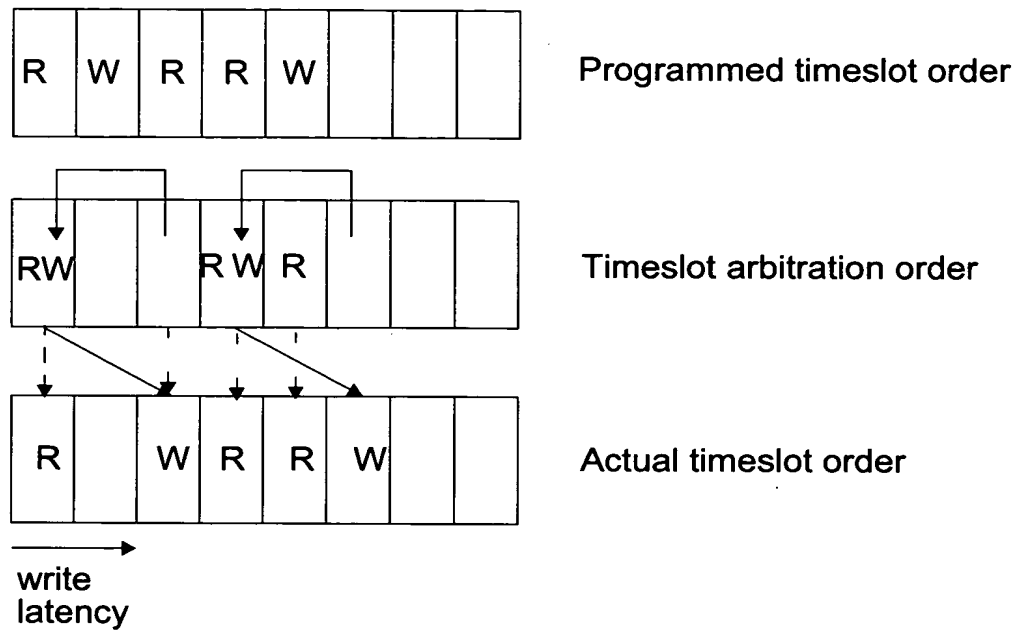 R W R R W Programmed timeslot order
RW R W R Timeslot arbitration order
R W R R W Actual timeslot order
write
latency